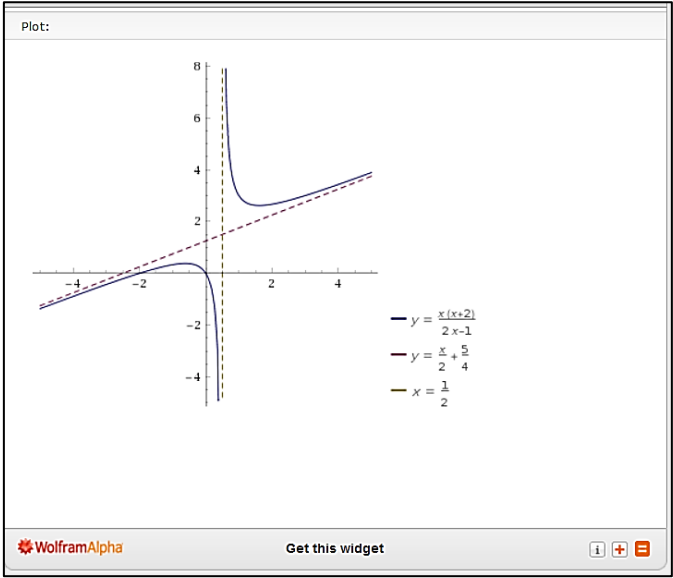 Plot:
8
6
4
2
-4 -2 2 4
-2
-4
y = x(x+2)/2x-1
y = x/2 + 5/4
x = 1/2
WolframAlpha Get this widget i + =